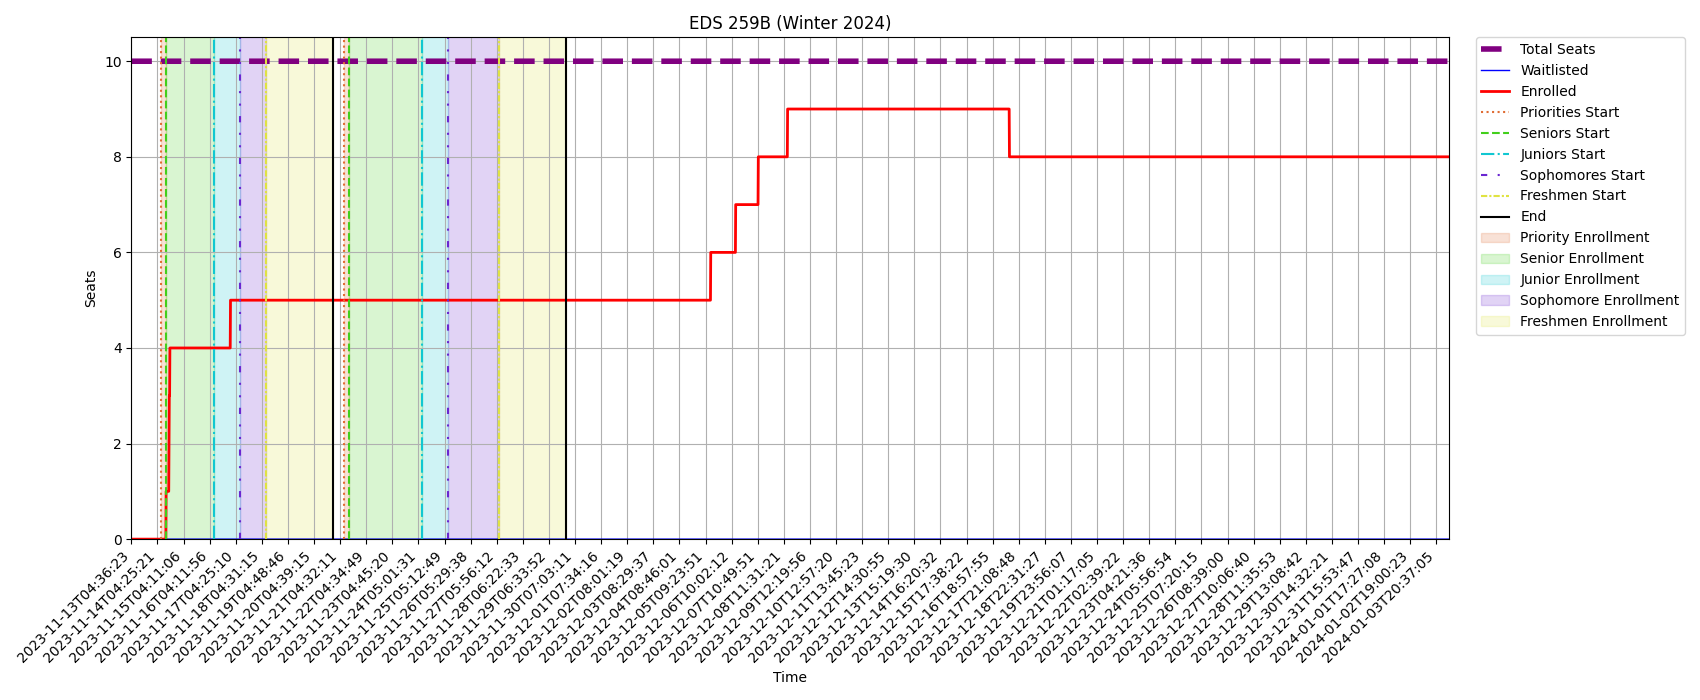 EDS 259B (Winter 2024)
Seats
10
8
6
4
2
0
2023-11-13T04:36:23
2023-11-14T04:25:21
2023-11-15T04:11:06
2023-11-16T04:11:56
2023-11-17T04:25:10
2023-11-18T04:31:15
2023-11-19T04:48:46
2023-11-20T04:39:15
2023-11-21T04:32:11
2023-11-22T04:34:49
2023-11-23T04:45:20
2023-11-24T05:01:31
2023-11-25T05:12:49
2023-11-26T05:29:38
2023-11-27T05:56:12
2023-11-28T06:22:33
2023-11-29T06:33:52
2023-11-30T07:03:11
2023-12-01T07:34:16
2023-12-02T08:01:19
2023-12-03T08:29:37
2023-12-04T08:46:01
2023-12-05T09:23:51
2023-12-06T10:02:12
2023-12-07T10:49:51
2023-12-08T11:31:21
2023-12-09T12:19:56
2023-12-10T12:57:20
2023-12-11T13:45:23
2023-12-12T14:30:55
2023-12-13T15:19:30
2023-12-14T16:20:32
2023-12-15T17:38:22
2023-12-16T18:57:55
2023-12-17T21:08:48
2023-12-18T22:31:27
2023-12-19T23:56:07
2023-12-21T01:17:05
2023-12-22T02:39:22
2023-12-23T04:21:36
2023-12-24T05:56:54
2023-12-25T07:20:15
2023-12-26T08:39:00
2023-12-27T10:06:40
2023-12-28T11:35:53
2023-12-29T13:08:42
2023-12-30T14:32:21
2023-12-31T15:53:47
2024-01-01T17:27:08
2024-01-02T19:00:23
2024-01-03T20:37:05
Time
Total Seats
Waitlisted
Enrolled
Priorities Start
Seniors Start
Juniors Start
Sophomores Start
Freshmen Start
End
Priority Enrollment
Senior Enrollment
Junior Enrollment
Sophomore Enrollment
Freshmen Enrollment